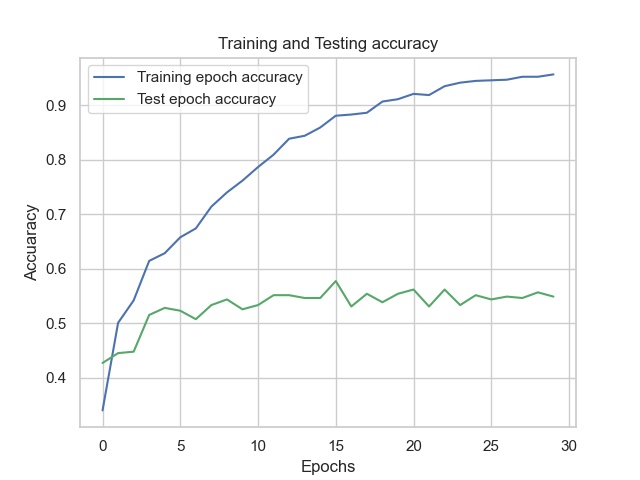 Training and Testing accuracy
Training epoch accuracy
Test epoch accuracy
Accuaracy
0.9
0.8
0.7
0.6
0.5
0.4
0 5 10 15 20 25 30
Epochs